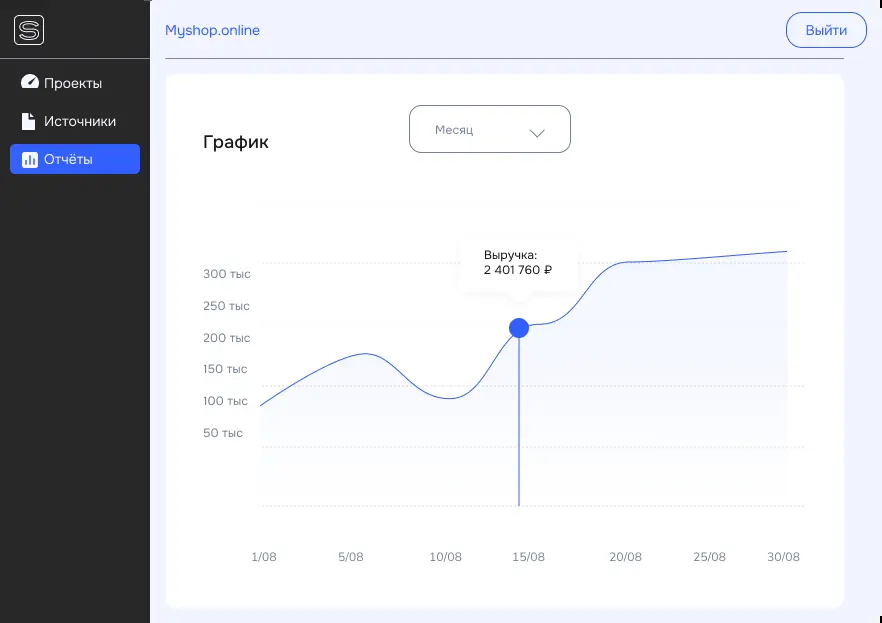 S
Myshop.online
Выйти
Проекты
Источники
Отчёты
График
Месяц
Выручка:
2 401 760 ₽
300 тыс
250 тыс
200 тыс
150 тыс
100 тыс
50 тыс
1/08 5/08 10/08 15/08 20/08 25/08 30/08